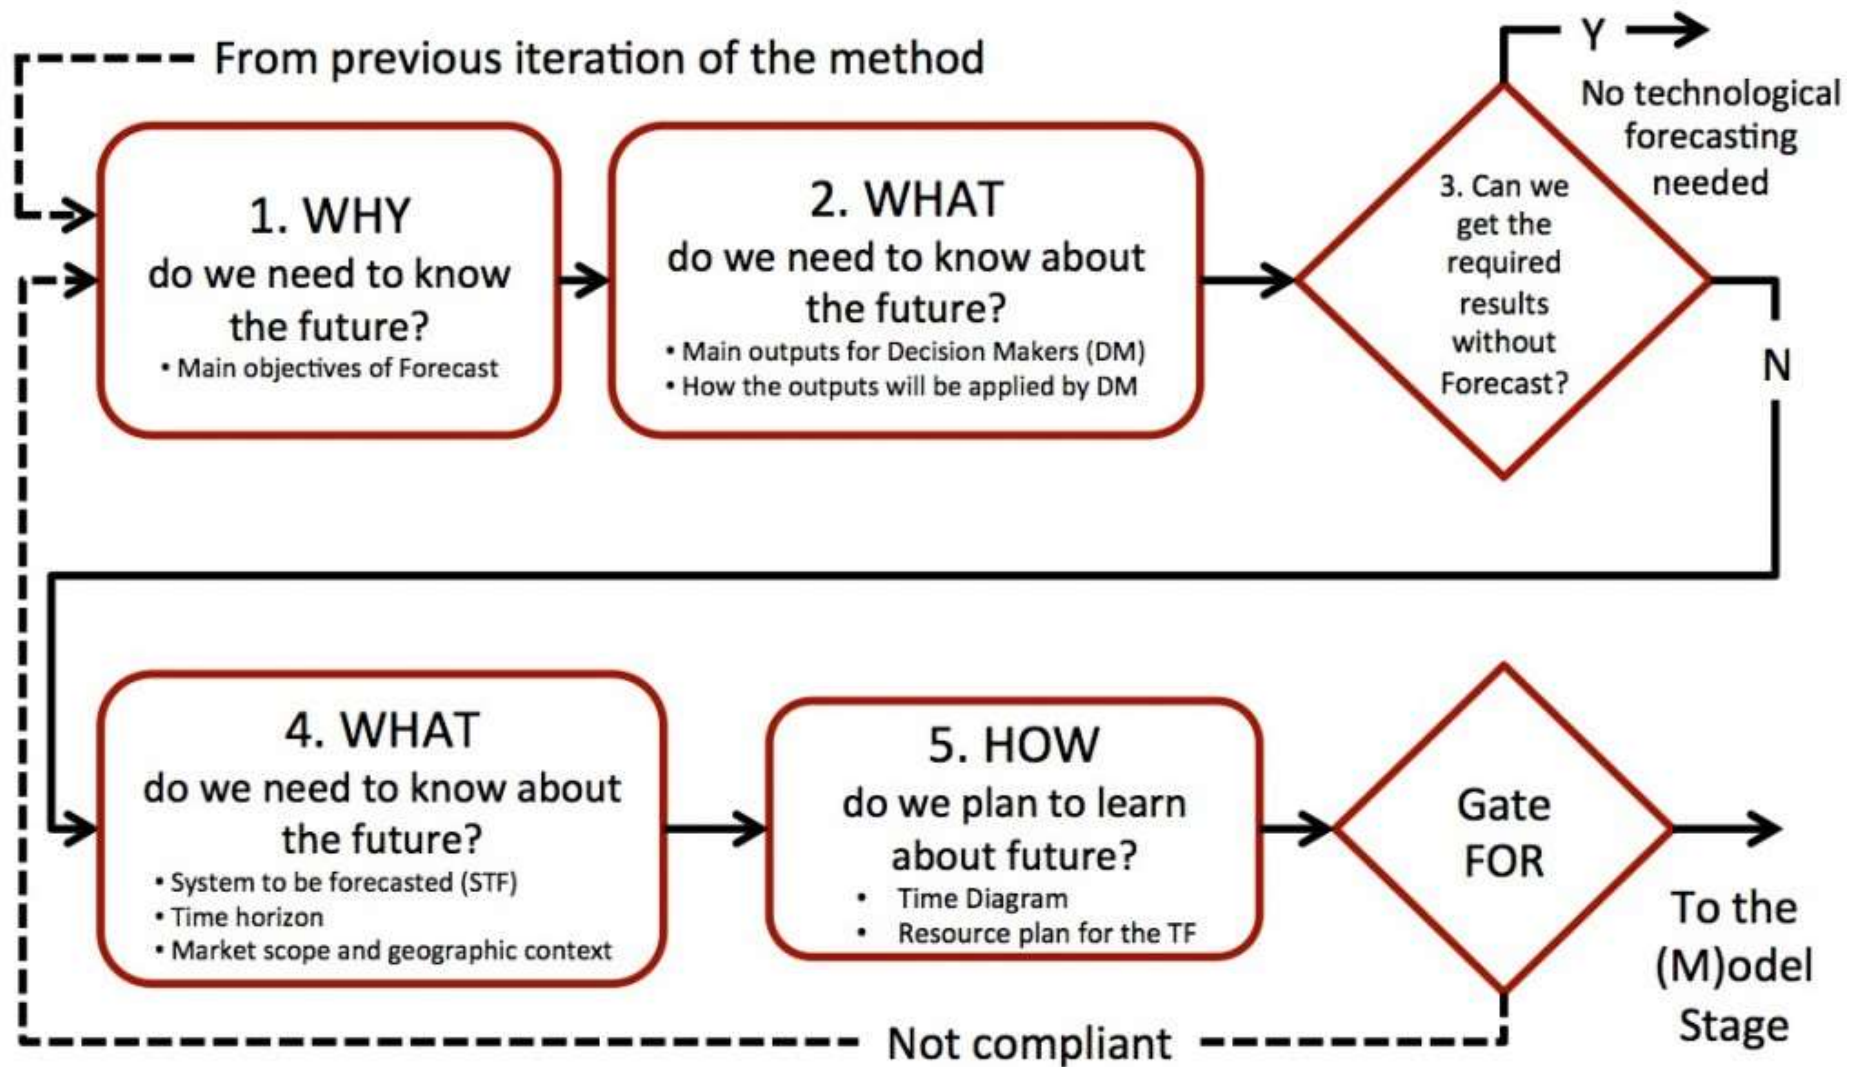 From previous iteration of the method
1. WHY
do we need to know
the future?
• Main objectives of Forecast
2. WHAT
do we need to know about
the future?
• Main outputs for Decision Makers (DM)
• How the outputs will be applied by DM
3. Can we
get the
required
results
without
Forecast?
Y
No technological
forecasting
needed
N
4. WHAT
do we need to know about
the future?
• System to be forecasted (STF)
• Time horizon
• Market scope and geographic context
5. HOW
do we plan to learn
about future?
• Time Diagram
• Resource plan for the TF
Gate
FOR
To the
(M)odel
Stage
Not compliant